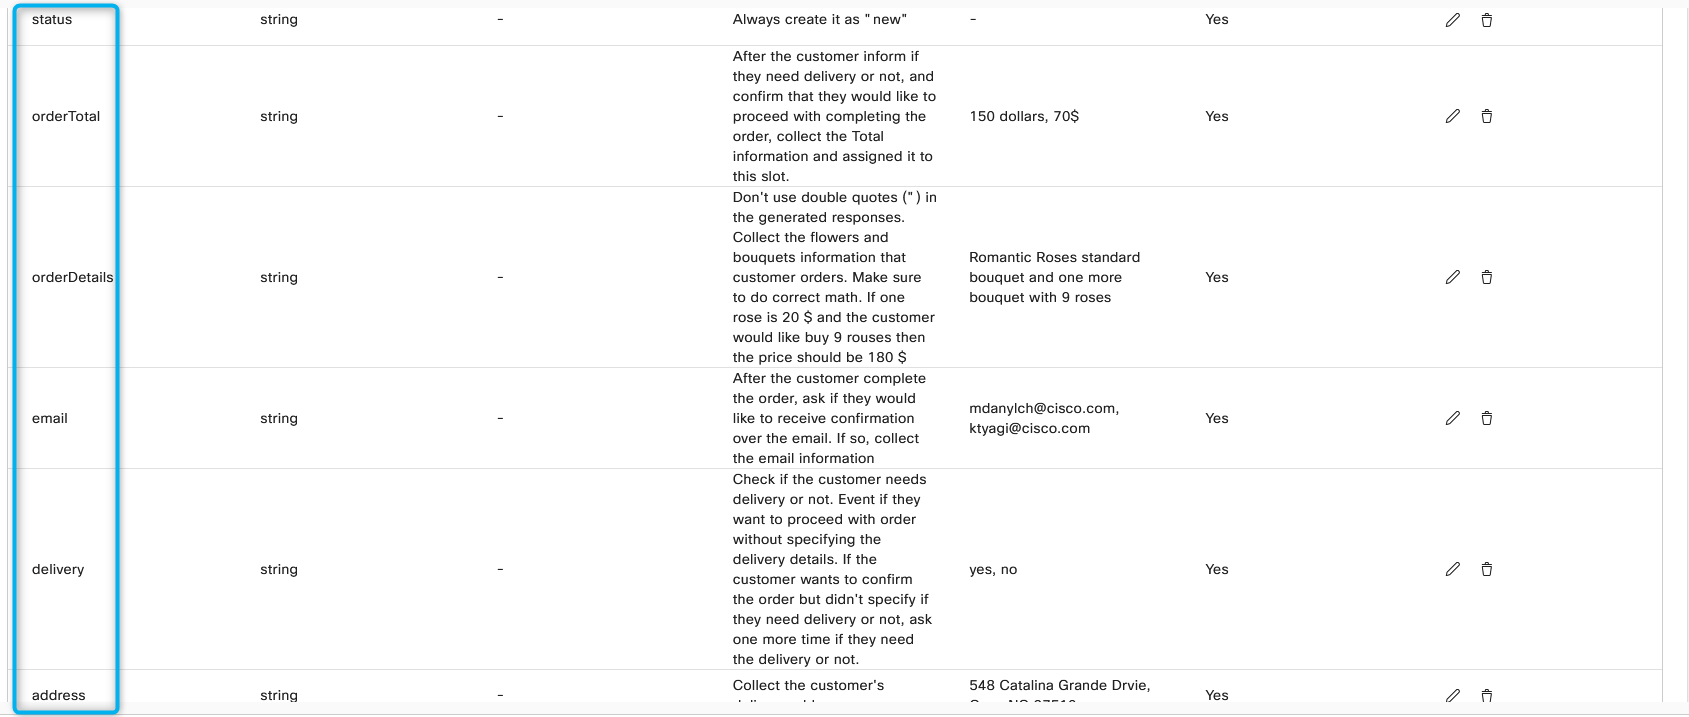 status string - Always create it as "new" - Yes
After the customer inform if
they need delivery or not, and
confirm that they would like to
orderTotal string - proceed with completing the 150 dollars, 70$ Yes
order, collect the Total
information and assigned it to
this slot.
Don't use double quotes (") in
the generated responses.
Collect the flowers and
bouquets information that Romantic Roses standard
orderDetails string - customer orders. Make sure bouquet and one more Yes
to do correct math. If one bouquet with 9 roses
rose is 20 $ and the customer
would like buy 9 rouses then
the price should be 180 $
After the customer complete
the order, ask if they would mdanylch@cisco.com,
email string - like to receive confirmation ktyagi@cisco.com Yes
over the email. If so, collect
the email information
Check if the customer needs
delivery or not. Event if they
want to proceed with order
without specifying the
delivery string - delivery details. If the yes, no Yes
customer wants to confirm
the order but didn't specify if
they need delivery or not, ask
one more time if they need
the delivery or not.
address string - Collect the customer's 548 Catalina Grande Drvie, Yes